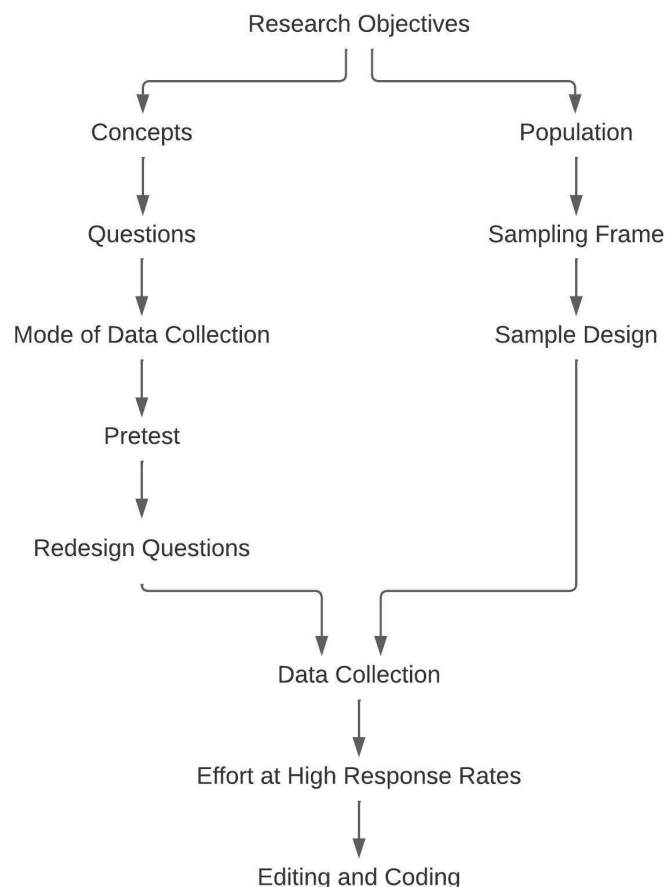 Research Objectives
Concepts
Population
Questions
Sampling Frame
Mode of Data Collection
Sample Design
Pretest
Redesign Questions
Data Collection
Effort at High Response Rates
Editing and Coding